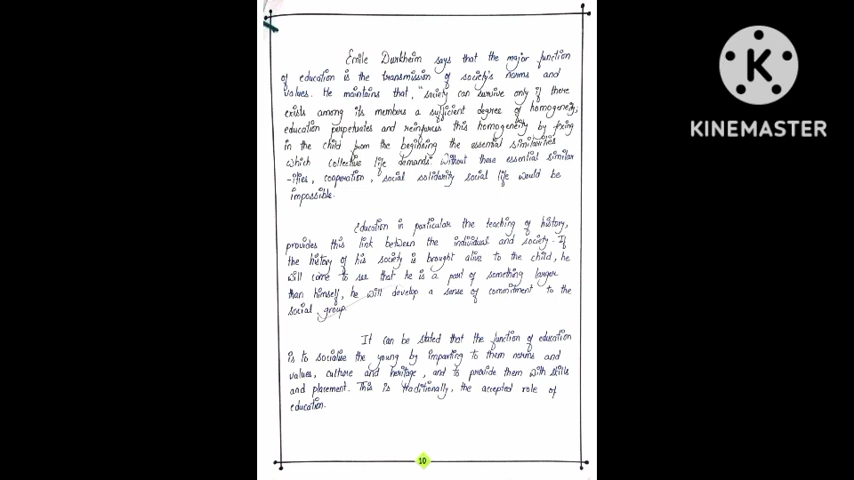 Emile Durkheim says that the major function
of education is the transmission of society's norms and
values. He maintains that, "society can survive only if there
exists among its members a sufficient degree of homogeneity;
education perpetuates and reinforces this homogeneity by fixing
in the child from the beginning the essential similarities
which collective life demands. Without these essential similar
-ities, cooperation, social solidarity social life would be
impossible.
Education in particular the teaching of history,
provides this link between the individual and society. If
the history of his society is brought alive to the child, he
will come to see that he is a part of something larger
than himself, he will develop a sense of commitment to the
social group.
It can be stated that the function of education
is to socialise the young by imparting to them norms and
values, culture and heritage, and to provide them with skills
and placement. This is traditionally, the accepted role of
education.
10
K
KINEMASTER